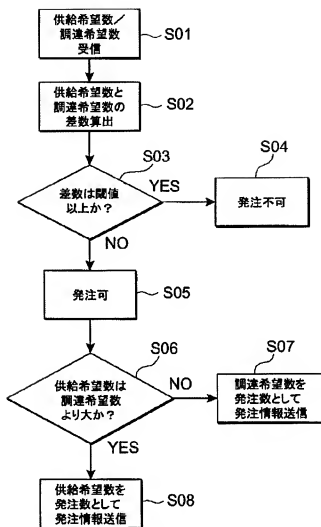 供給希望数／
調達希望数
受信
S01
供給希望数と
調達希望数の
差数算出
S02
S03
差数は閾値
以上か？
YES
S04
発注不可
NO
発注可
S05
S06
供給希望数は
調達希望数
より大か？
NO
S07
調達希望数を
発注数として
発注情報送信
YES
供給希望数を
発注数として
発注情報送信
S08